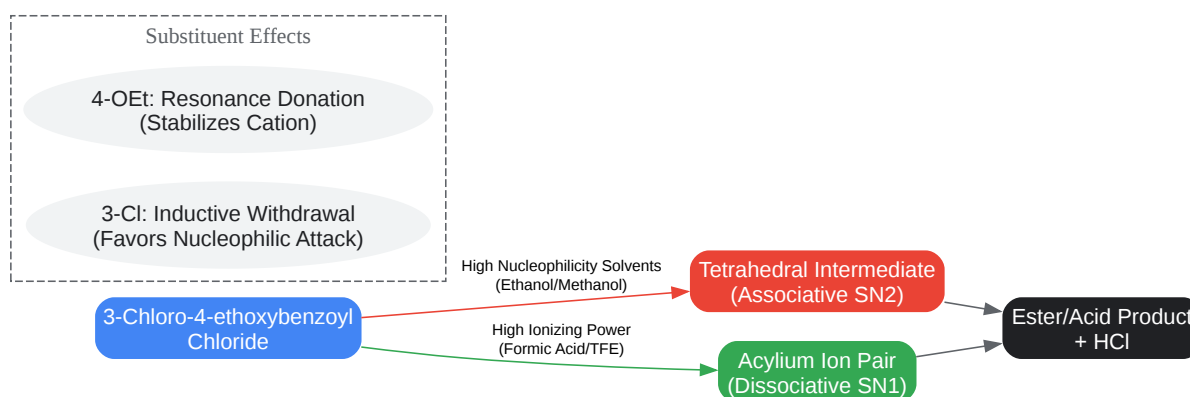 Substituent Effects
4-OEt: Resonance Donation
(Stabilizes Cation)
3-Cl: Inductive Withdrawal
(Favors Nucleophilic Attack)
3-Chloro-4-ethoxybenzoyl
Chloride
High Nucleophilicity Solvents
(Ethanol/Methanol)
High Ionizing Power
(Formic Acid/TFE)
Tetrahedral Intermediate
(Associative SN2)
Acylium Ion Pair
(Dissociative SN1)
Ester/Acid Product
+ HCl